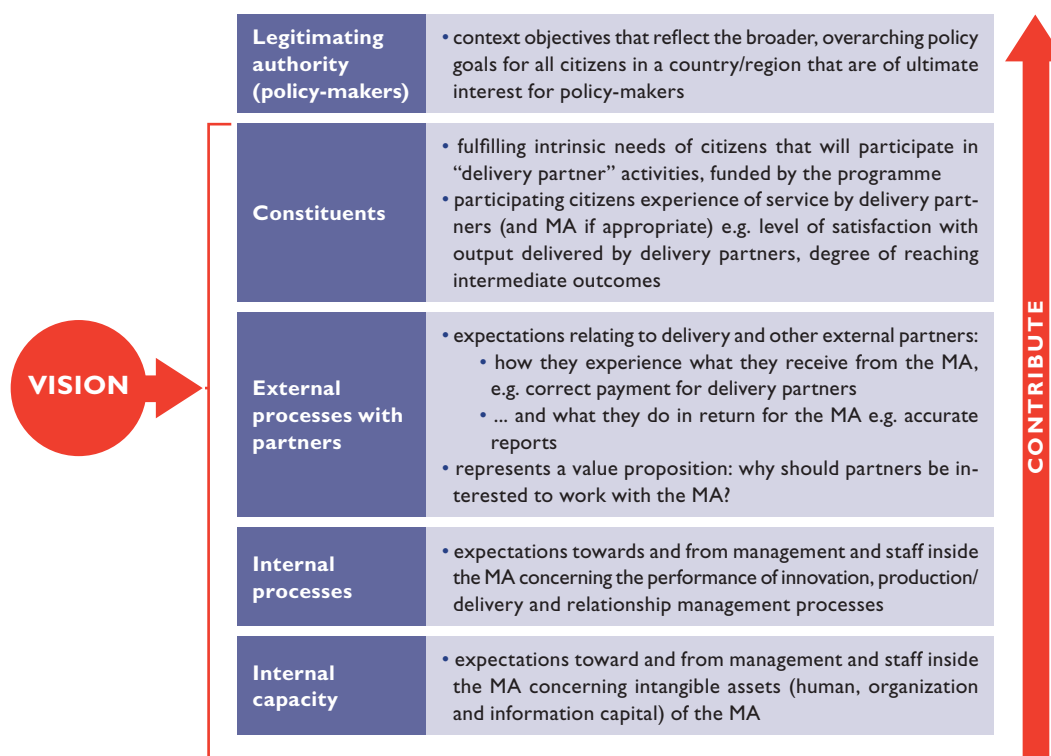 Legitimating
authority
(policy-makers)
• context objectives that reflect the broader, overarching policy
goals for all citizens in a country/region that are of ultimate
interest for policy-makers
Constituents
• fulfilling intrinsic needs of citizens that will participate in
“delivery partner” activities, funded by the programme
• participating citizens experience of service by delivery part-
ners (and MA if appropriate) e.g. level of satisfaction with
output delivered by delivery partners, degree of reaching
intermediate outcomes
VISION
External
processes with
partners
• expectations relating to delivery and other external partners:
• how they experience what they receive from the MA,
e.g. correct payment for delivery partners
• ... and what they do in return for the MA e.g. accurate
reports
• represents a value proposition: why should partners be in-
terested to work with the MA?
Internal
processes
• expectations towards and from management and staff inside
the MA concerning the performance of innovation, production/
delivery and relationship management processes
Internal
capacity
• expectations toward and from management and staff inside
the MA concerning intangible assets (human, organization
and information capital) of the MA
CONTRIBUTE